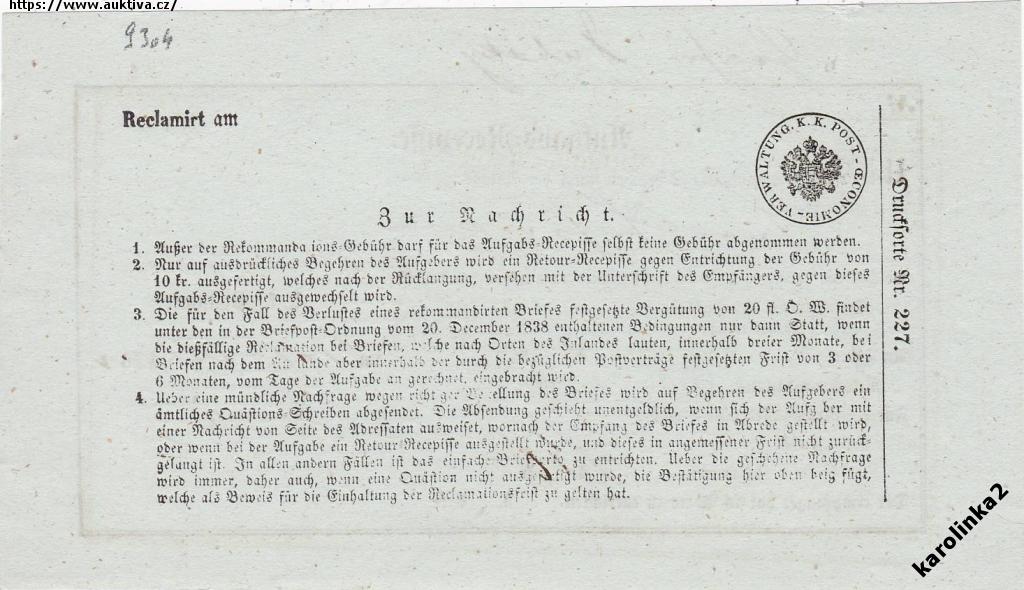 https://www.auktiva.cz/
9304
Reclamirt am
VERWALTUNG. K. K. POST-ŒCONOMIE-
Drucksorte Nr. 227.
Zur Nachricht.
1. Außer der Rekommanda ions-Gebühr darf für das Aufgabs-Recepisse selbst keine Gebühr abgenommen werden.
2. Nur auf ausdrückliches Begehren des Aufgebers wird ein Retour-Recepisse gegen Entrichtung der Gebühr von
10 kr. ausgefertigt, welches nach der Rücklangung, versehen mit der Unterschrift des Empfängers, gegen dieses
Aufgabs-Recepisse ausgewechselt wird.
3. Die für den Fall des Verlustes eines rekommandirten Briefes festgesetzte Vergütung von 20 fl. Ö. W. findet
unter den in der Briefpost-Ordnung vom 20. December 1838 enthaltenen Bedingungen nur dann Statt, wenn
die dießfällige Reclamation bei Briefen, welche nach Orten des Inlandes lauten, innerhalb dreier Monate, bei
Briefen nach dem Auslande aber innerhalb der durch die bezüglichen Postverträge festgesetzten Frist von 3 oder
6 Monaten, vom Tage der Aufgabe an gerechnet, eingebracht wird.
4. Ueber eine mündliche Nachfrage wegen richtiger Bestellung des Briefes wird auf Begehren des Aufgebers ein
ämtliches Quästions-Schreiben abgesendet. Die Absendung geschieht unentgeldlich, wenn sich der Aufg ber mit
einer Nachricht von Seite des Adressaten ausweiset, wornach der Empfang des Briefes in Abrede gestellt wird,
oder wenn bei der Aufgabe ein Retour-Recepisse ausgestellt wurde, und dieses in angemessener Frist nicht zurück-
gelangt ist. In allen andern Fällen ist das einfache Briefporto zu entrichten. Ueber die geschehene Nachfrage
wird immer, daher auch, wenn eine Quästion nicht ausgefertigt wurde, die Bestätigung hier oben beig fügt,
welche als Beweis für die Einhaltung der Reclamationsfrist zu gelten hat.
karolinka2